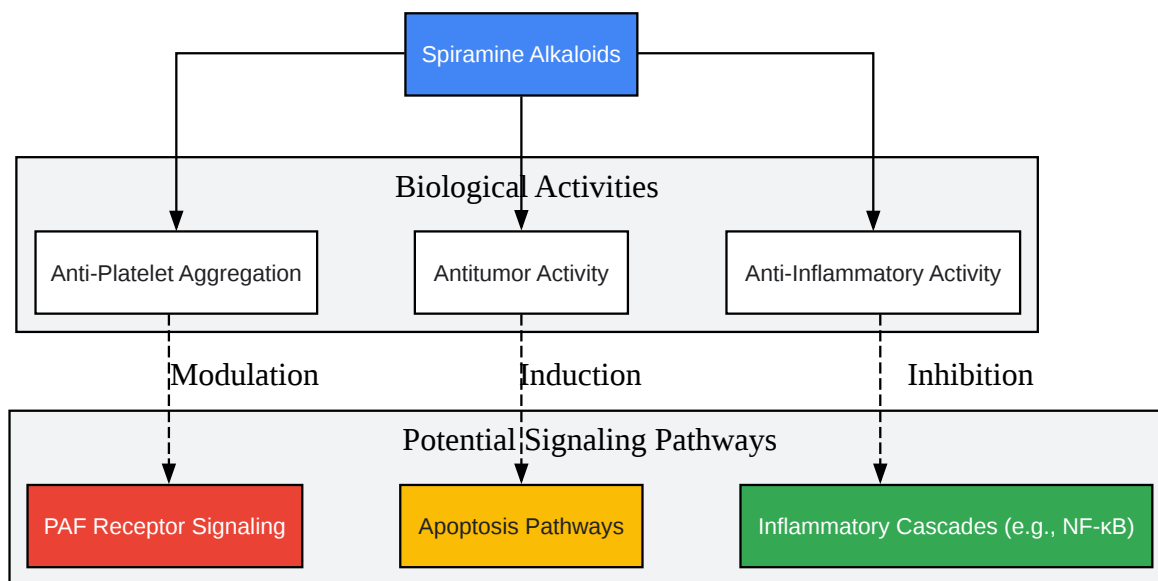 Spiramine Alkaloids
Biological Activities
Anti-Platelet Aggregation
Antitumor Activity
Anti-Inflammatory Activity
Modulation
Induction
Inhibition
Potential Signaling Pathways
PAF Receptor Signaling
Apoptosis Pathways
Inflammatory Cascades (e.g., NF-κB)